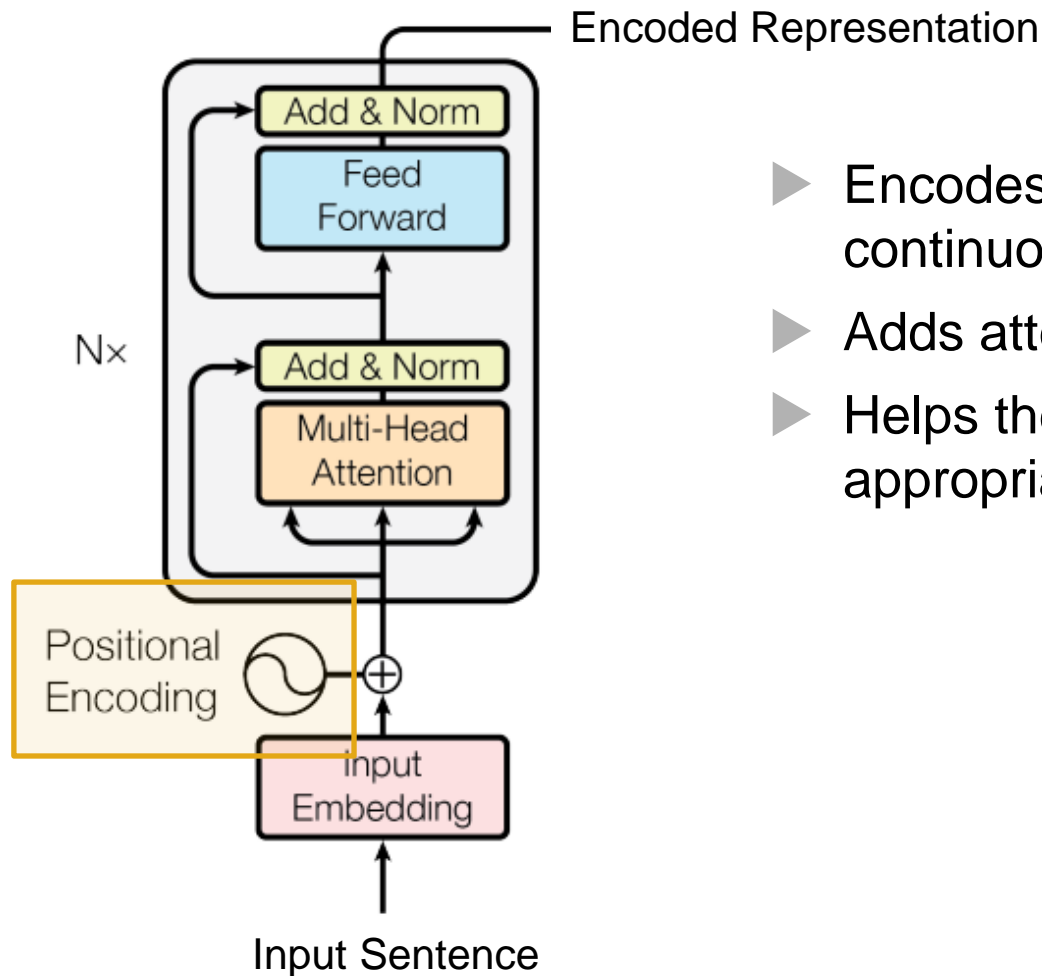 Encoded Representation
Add & Norm
Feed
Forward
Add & Norm
Multi-Head
Attention
N×
Positional
Encoding
Input
Embedding
Input Sentence
Encodes
continuo
Adds att
Helps th
appropria